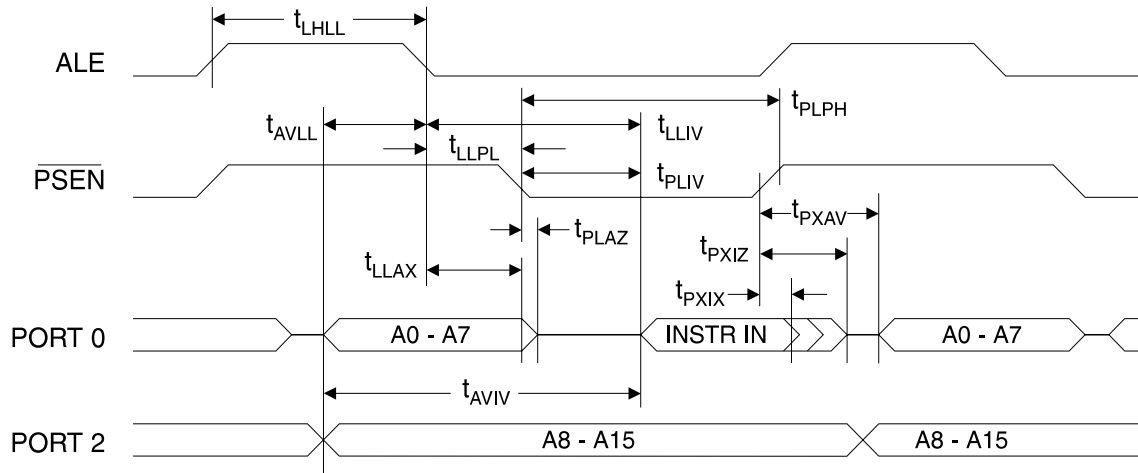 tLHLL
ALE
tAVLL
tLLIV
tPLPH
tLLPL
PSEN
tPLIV
tPXAV
tPLAZ
tPXIZ
tLLAX
tPXIX
PORT 0
A0 - A7
INSTR IN
A0 - A7
tAVIV
PORT 2
A8 - A15
A8 - A15